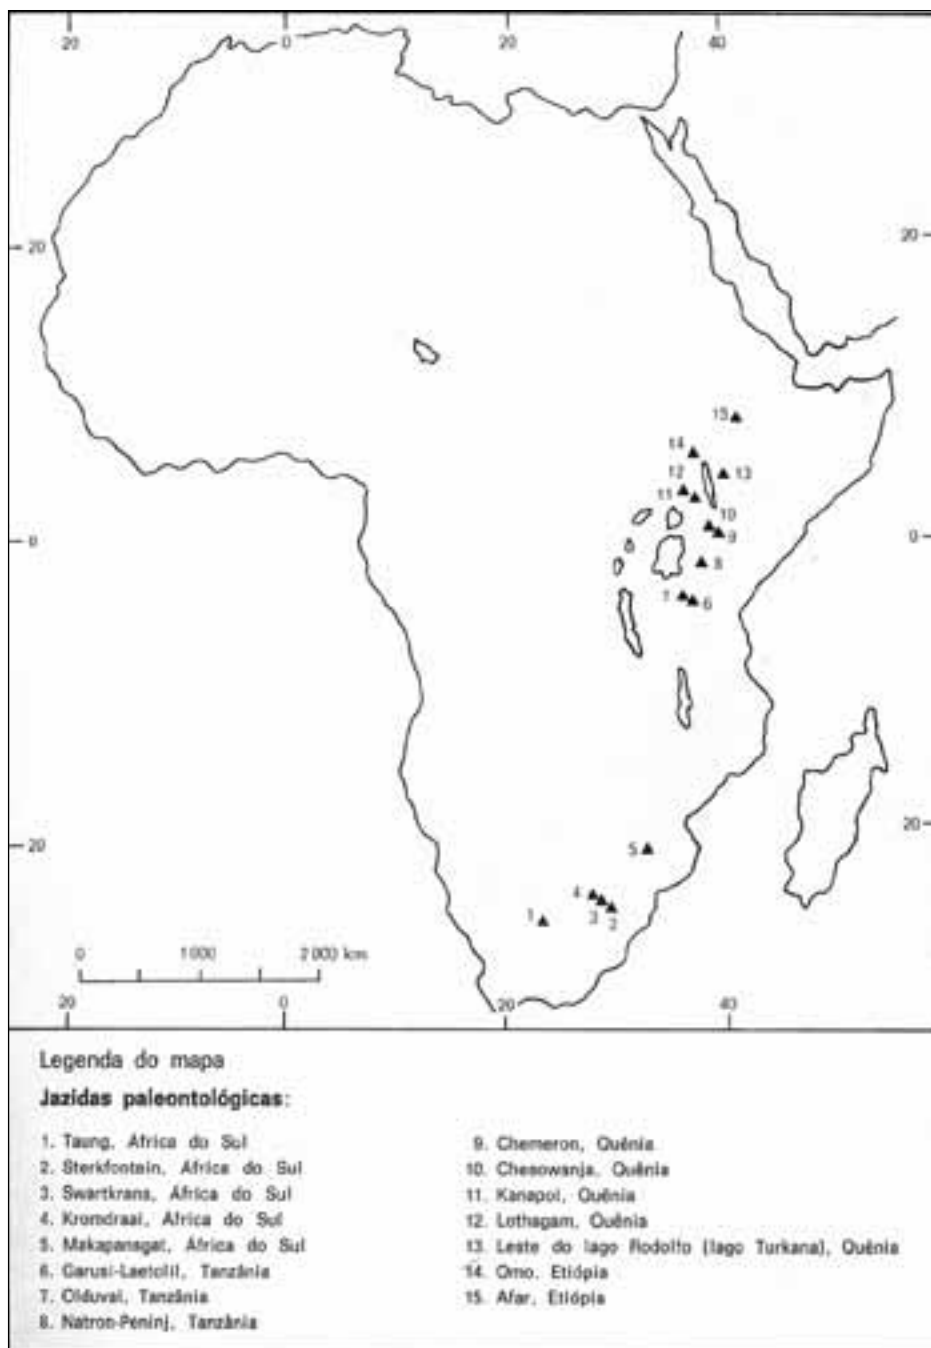 20 0 20 40
20 20
15
14
13
12
11
10
9
0 0
8
7 6
20
20
5
4
3 2
1
0 1000 2000 km
20 0 20 40
Legenda do mapa
Jazidas paleontológicas:
1. Taung, África do Sul
2. Sterkfontein, África do Sul
3. Swartkrans, África do Sul
4. Kromdraai, África do Sul
5. Makapansgat, África do Sul
6. Garusi-Laetolil, Tanzânia
7. Olduvai, Tanzânia
8. Natron-Peninj, Tanzânia
9. Chemeron, Quênia
10. Chesowanja, Quênia
11. Kanapoi, Quênia
12. Lothagam, Quênia
13. Leste do lago Rodolfo (lago Turkana), Quênia
14. Omo, Etiópia
15. Afar, Etiópia